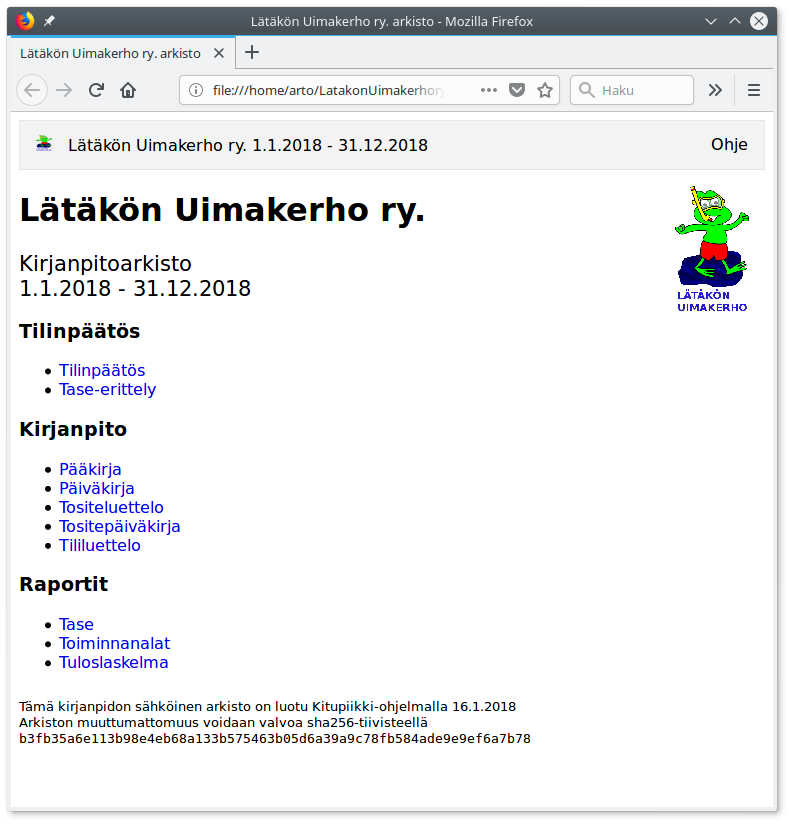 Lätäkön Uimakerho ry. arkisto - Mozilla Firefox
Lätäkön Uimakerho ry. arkisto
file:///home/arto/LatakonUimakerhory
Haku
Lätäkön Uimakerho ry. 1.1.2018 - 31.12.2018
Ohje
Lätäkön Uimakerho ry.
LÄTÄKÖN
UIMAKERHO
Kirjanpitoarkisto
1.1.2018 - 31.12.2018
Tilinpäätös
Tilinpäätös
Tase-erittely
Kirjanpito
Pääkirja
Päiväkirja
Tositeluettelo
Tositepäiväkirja
Tililuettelo
Raportit
Tase
Toiminnanalat
Tuloslaskelma
Tämä kirjanpidon sähköinen arkisto on luotu Kitupiikki-ohjelmalla 16.1.2018
Arkiston muuttumattomuus voidaan valvoa sha256-tiivisteellä
b3fb35a6e113b98e4eb68a133b575463b05d6a39a9c78fb584ade9e9ef6a7b78